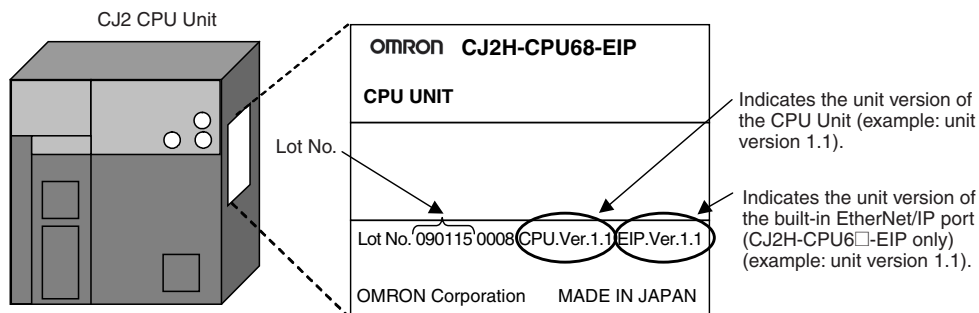 CJ2 CPU Unit
OMRON CJ2H-CPU68-EIP
CPU UNIT
Lot No.
Lot No. 090115 0008 CPU.Ver.1.1 EIP.Ver.1.1
OMRON Corporation MADE IN JAPAN
Indicates the unit version of
the CPU Unit (example: unit
version 1.1).
Indicates the unit version of
the built-in EtherNet/IP port
(CJ2H-CPU6□-EIP only)
(example: unit version 1.1).